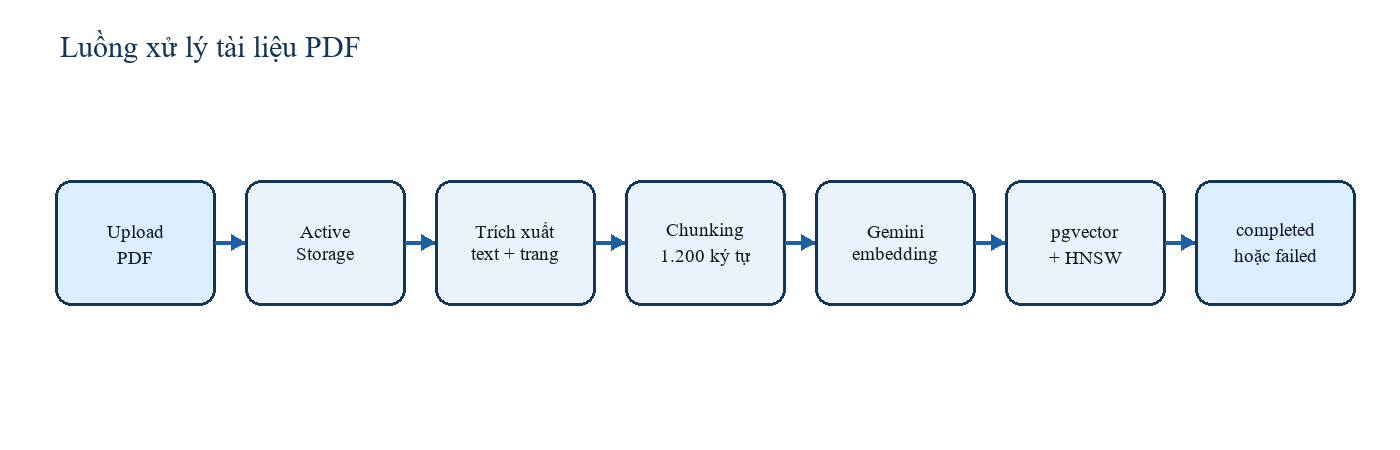 Luồng xử lý tài liệu PDF
Upload
PDF
Active
Storage
Trích xuất
text + trang
Chunking
1.200 ký tự
Gemini
embedding
pgvector
+ HNSW
completed
hoặc failed